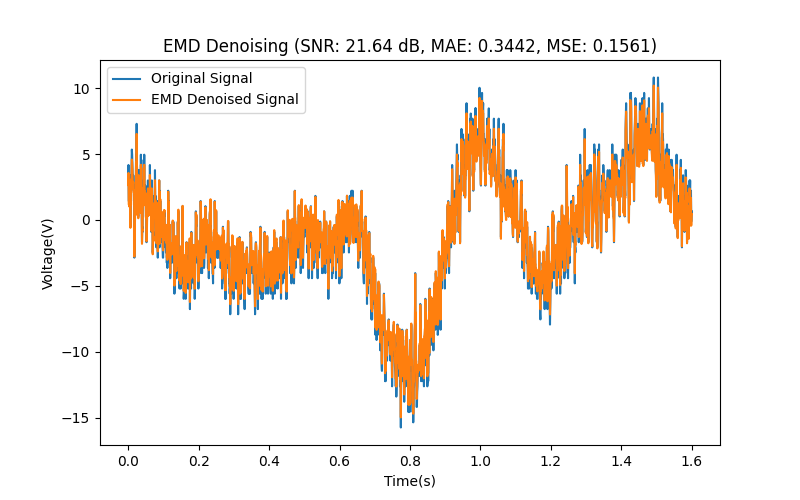 EMD Denoising (SNR: 21.64 dB, MAE: 0.3442, MSE: 0.1561)
Original Signal
EMD Denoised Signal
10
5
0
−5
−10
−15
Voltage(V)
0.0 0.2 0.4 0.6 0.8 1.0 1.2 1.4 1.6
Time(s)